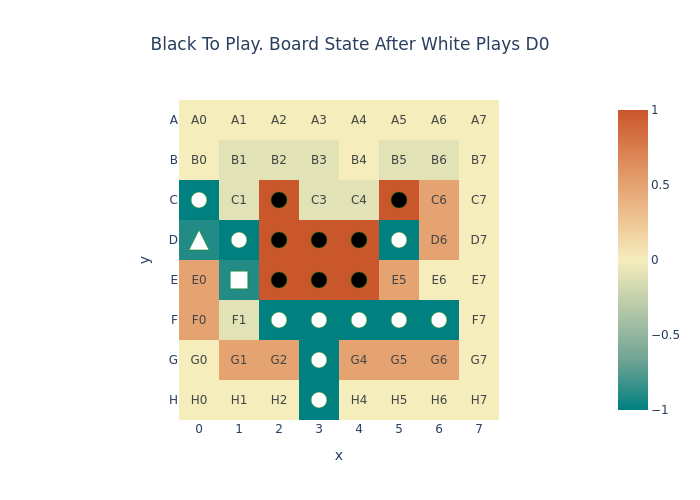 Black To Play. Board State After White Plays D0
A A0 A1 A2 A3 A4 A5 A6 A7
B B0 B1 B2 B3 B4 B5 B6 B7
C C1 C3 C4 C6 C7
D D6 D7
E E0 E5 E6 E7
F F0 F1 F7
G G0 G1 G2 G4 G5 G6 G7
H H0 H1 H2 H4 H5 H6 H7
0 1 2 3 4 5 6 7
x
y
1
0.5
0
−0.5
−1